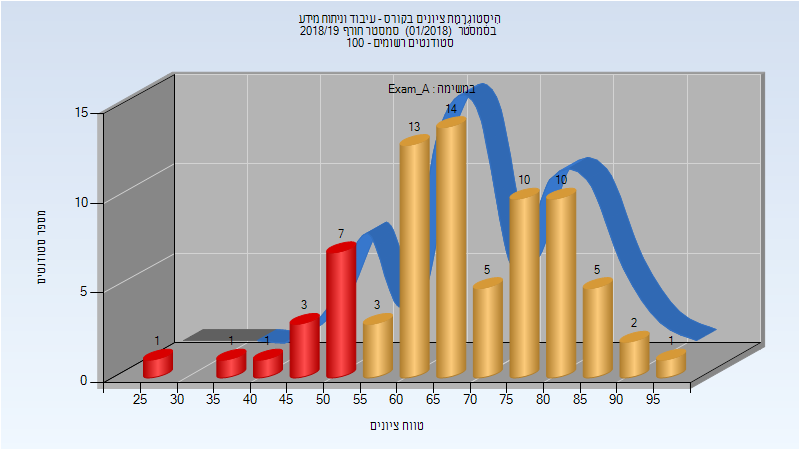 היסטוגרמת ציונים בקורס - עיבוד וניתוח מידע
בסמסטר (01/2018) סמסטר חורף 2018/19
סטודנטים רשומים - 100
במשימה : Exam_A
מספר סטודנטים
15
10
5
0
1
1
1
3
7
3
13
14
5
10
10
5
2
1
25 30 35 40 45 50 55 60 65 70 75 80 85 90 95
טווח ציונים